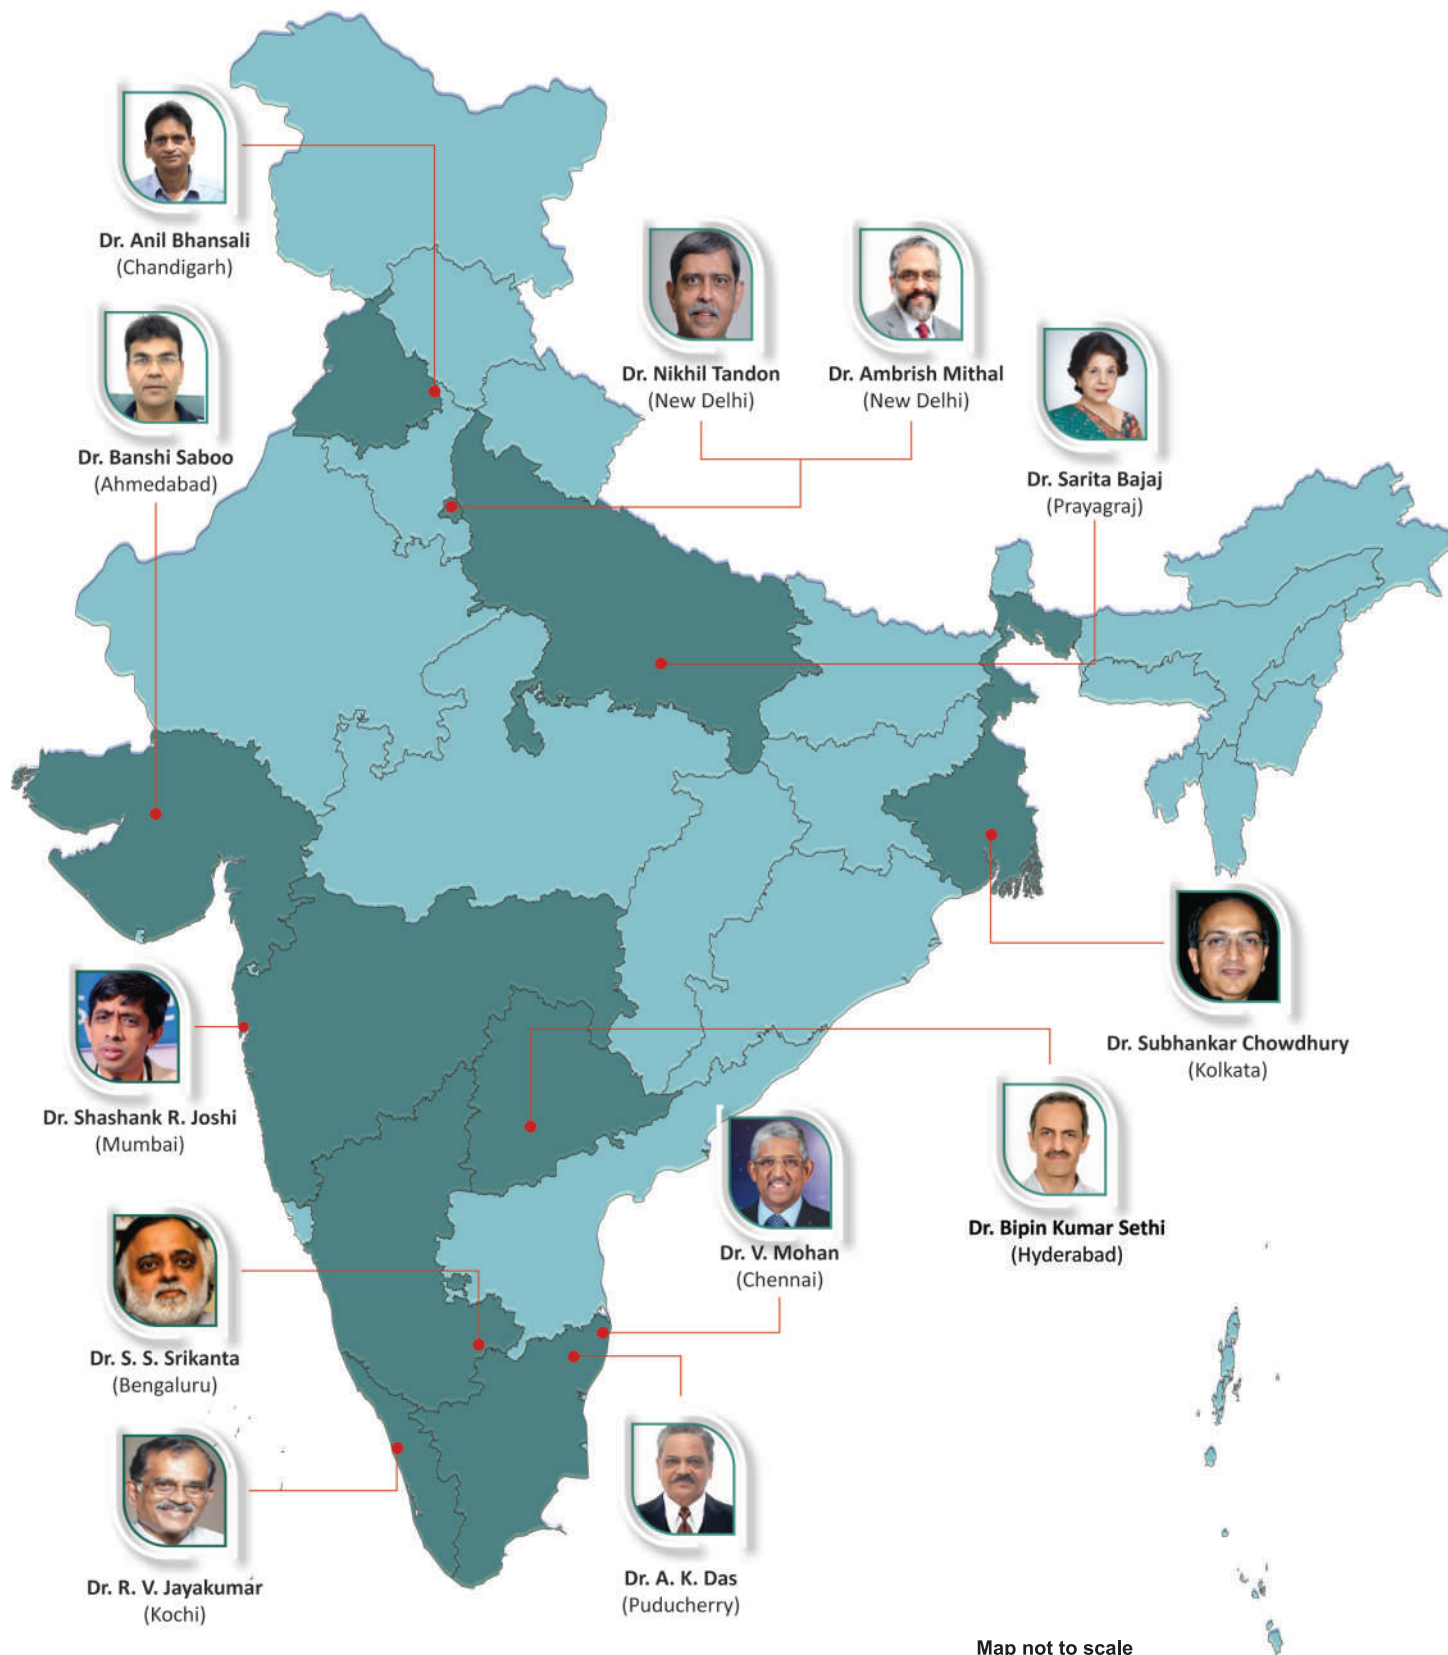 Dr. Anil Bhansali
(Chandigarh)
Dr. Nikhil Tandon
(New Delhi)
Dr. Ambrish Mithal
(New Delhi)
Dr. Banshi Saboo
(Ahmedabad)
Dr. Sarita Bajaj
(Prayagraj)
Dr. Subhankar Chowdhury
(Kolkata)
Dr. Shashank R. Joshi
(Mumbai)
Dr. Bipin Kumar Sethi
(Hyderabad)
Dr. V. Mohan
(Chennai)
Dr. S. S. Srikanta
(Bengaluru)
Dr. R. V. Jayakumar
(Kochi)
Dr. A. K. Das
(Puducherry)
Map not to scale